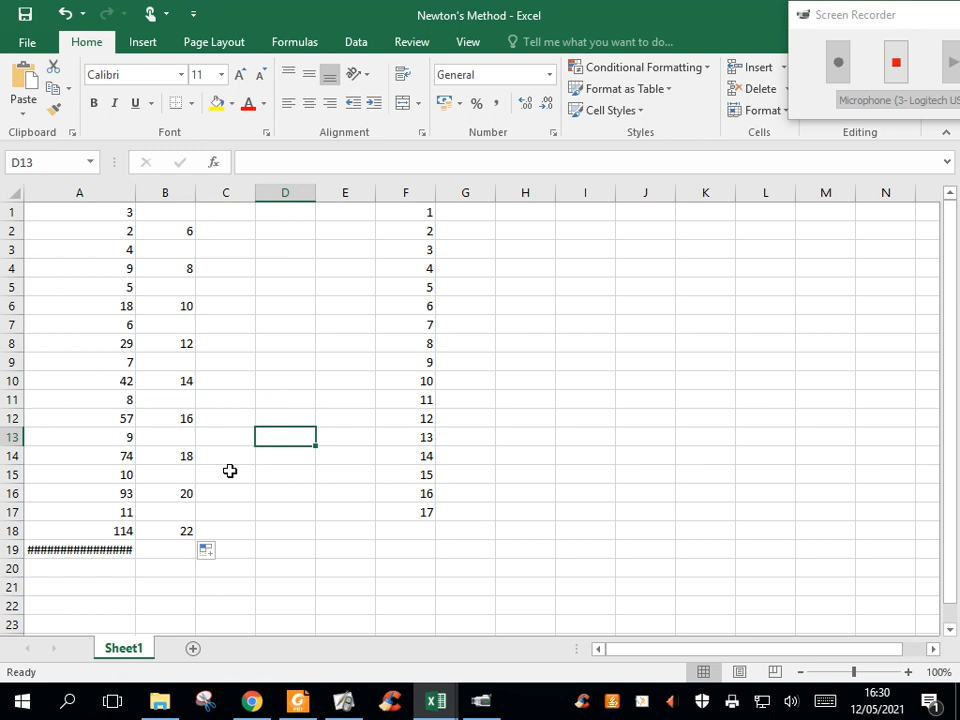 Newton's Method - Excel
Screen Recorder
File Home Insert Page Layout Formulas Data Review View Tell me what you want to do...
Microphone (3- Logitech US
Paste
Calibri 11 A A
B I U A
General
% ,
Conditional Formatting
Format as Table
Cell Styles
Insert
Delete
Format
Clipboard Font Alignment Number Styles Cells Editing
D13 fx
A B C D E F G H I J K L M N
1 3 1
2 2 6 2
3 4 3
4 9 8 4
5 5 5
6 18 10 6
7 6 7
8 29 12 8
9 7 9
10 42 14 10
11 8 11
12 57 16 12
13 9 13
14 74 18 14
15 10 15
16 93 20 16
17 11 17
18 114 22
19 ################
20
21
22
23
Sheet1
Ready 100%
16:30
12/05/2021
1